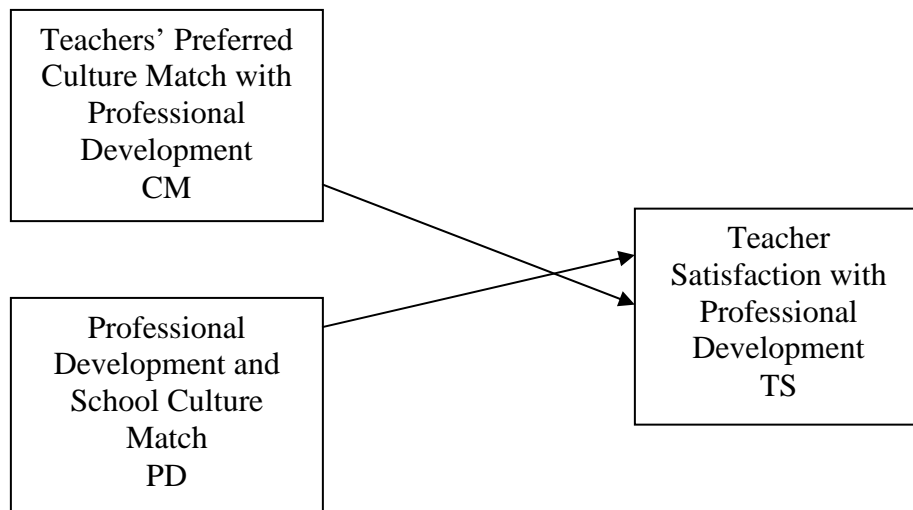 Teachers’ Preferred
Culture Match with
Professional
Development
CM
Professional
Development and
School Culture
Match
PD
Teacher
Satisfaction with
Professional
Development
TS